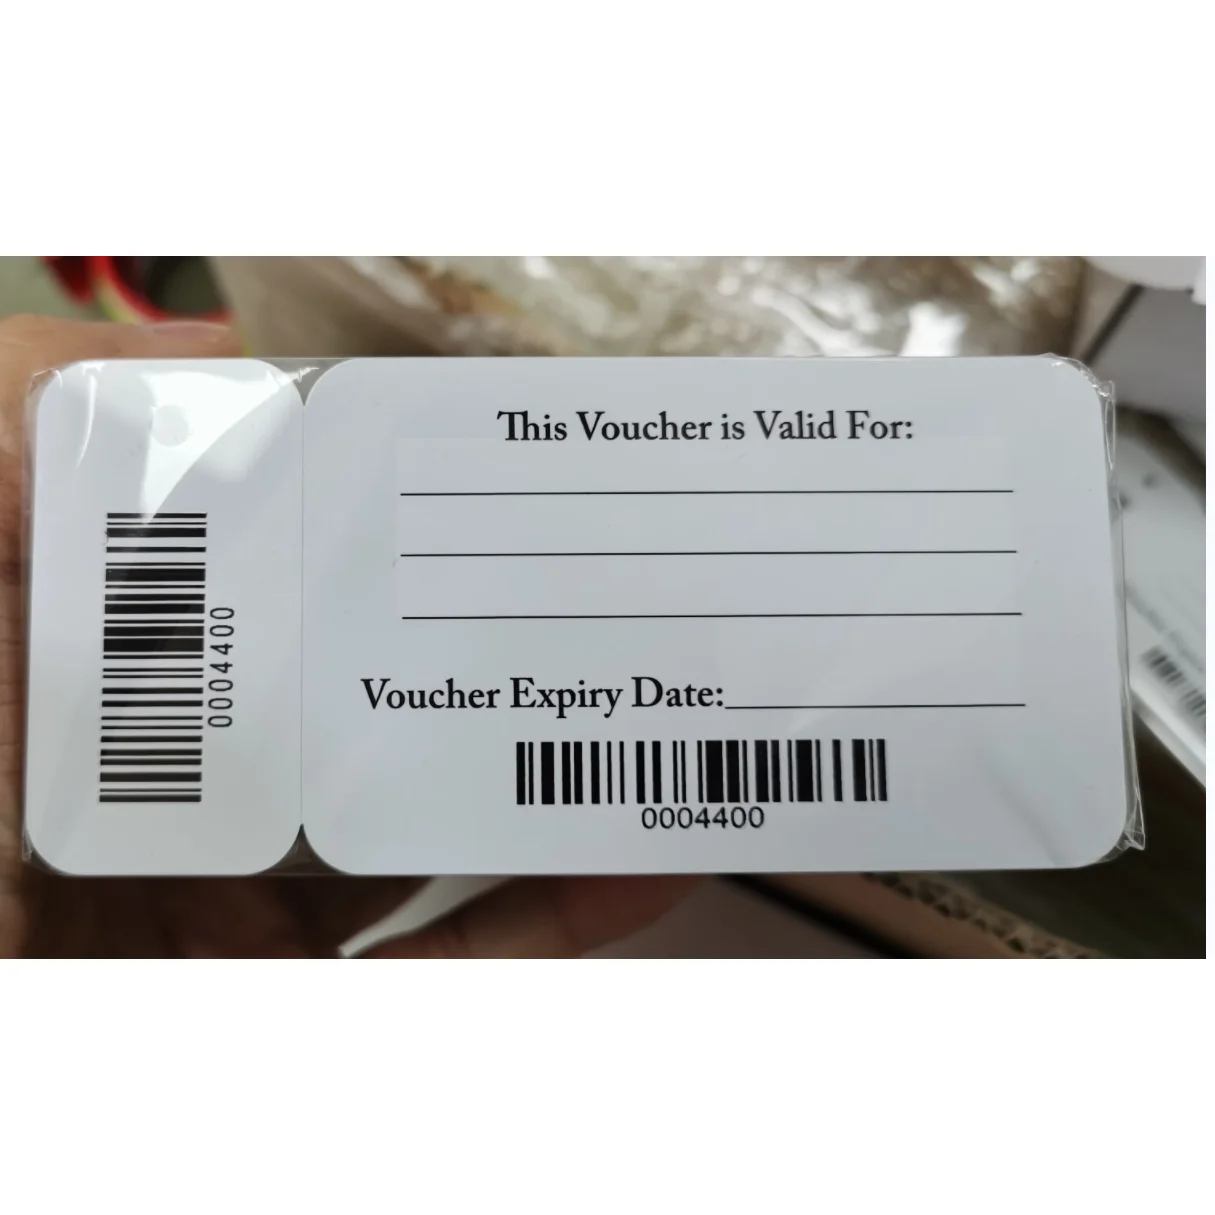 This Voucher is Valid For:
Voucher Expiry Date:
0004400
0004400